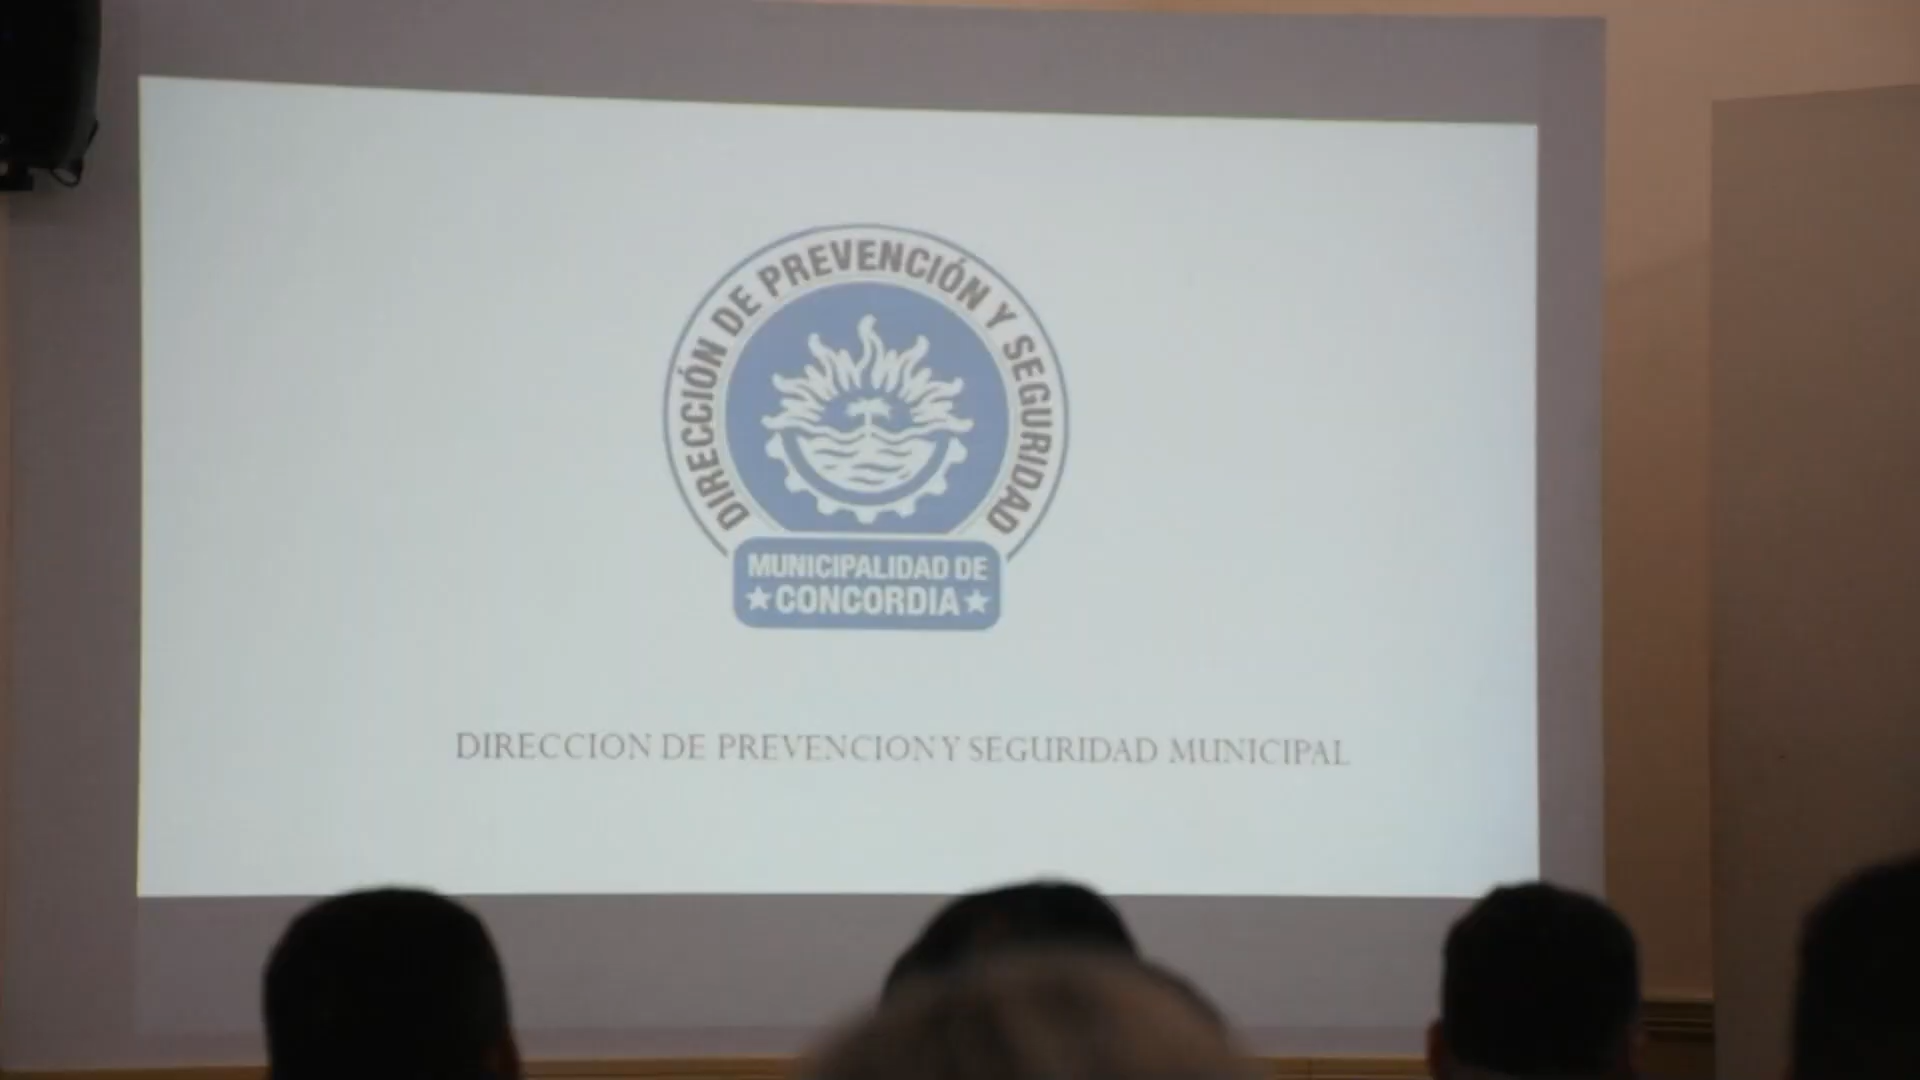 DIRECCIÓN DE PREVENCIÓN Y SEGURIDAD
MUNICIPALIDAD DE
CONCORDIA
DIRECCION DE PREVENCION Y SEGURIDAD MUNICIPAL